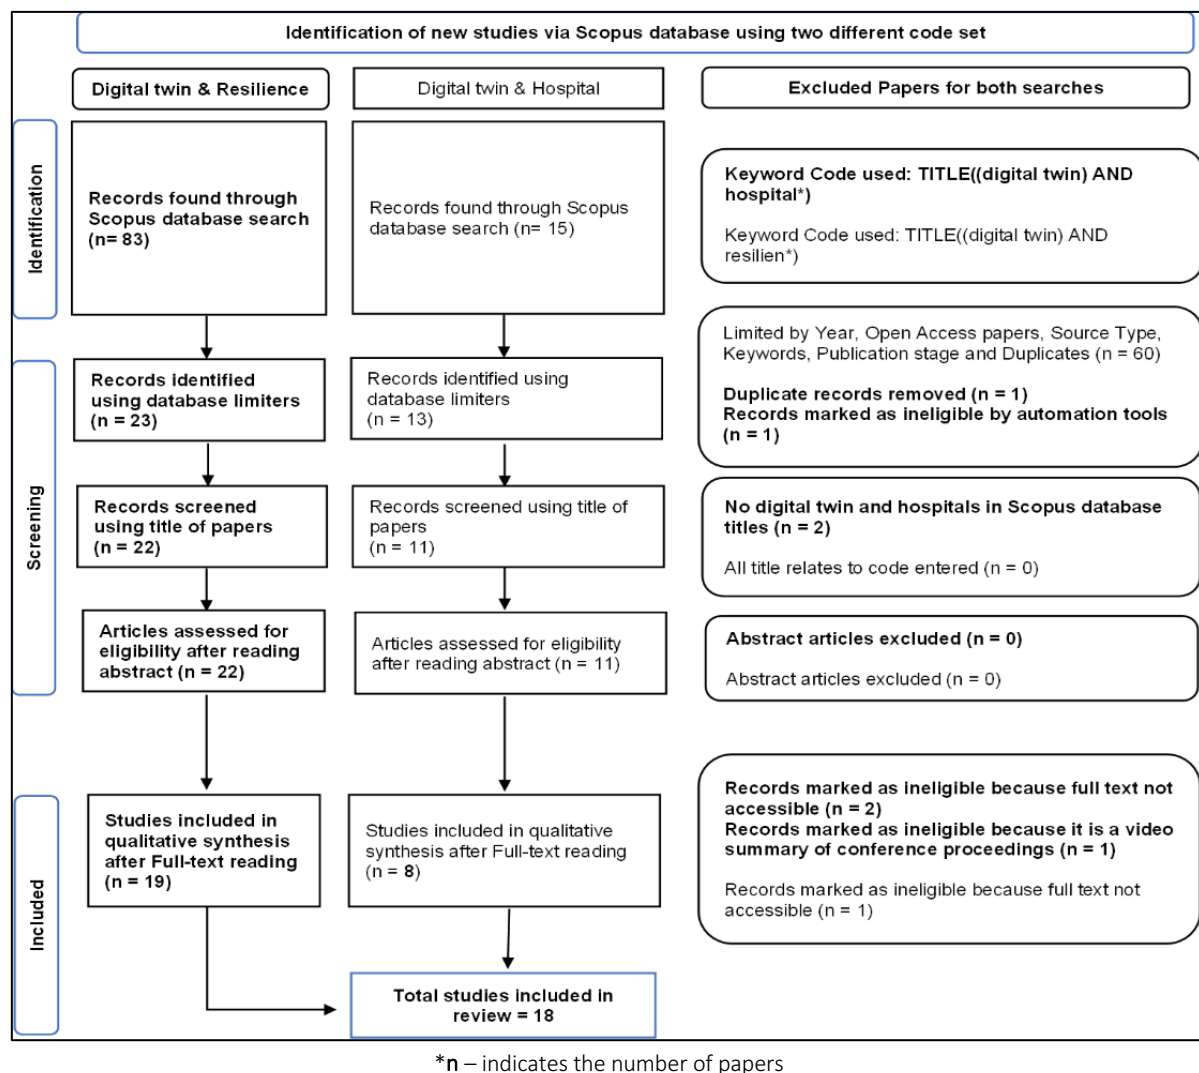 Identification of new studies via Scopus database using two different code set
Digital twin & Resilience
Digital twin & Hospital
Excluded Papers for both searches
Identification
Records found through
Scopus database search
(n= 83)
Records found through Scopus
database search (n= 15)
Keyword Code used: TITLE((digital twin) AND
hospital*)
Keyword Code used: TITLE((digital twin) AND
resilien*)
Screening
Records identified
using database limiters
(n = 23)
Records identified using
database limiters
(n = 13)
Limited by Year, Open Access papers, Source Type,
Keywords, Publication stage and Duplicates (n = 60)
Duplicate records removed (n = 1)
Records marked as ineligible by automation tools
(n = 1)
Records screened
using title of papers
(n = 22)
Records screened using title of
papers
(n = 11)
No digital twin and hospitals in Scopus database
titles (n = 2)
All title relates to code entered (n = 0)
Articles assessed for
eligibility after reading
abstract (n = 22)
Articles assessed for eligibility
after reading abstract (n = 11)
Abstract articles excluded (n = 0)
Abstract articles excluded (n = 0)
Included
Studies included in
qualitative synthesis
after Full-text reading
(n = 19)
Studies included in qualitative
synthesis after Full-text reading
(n = 8)
Records marked as ineligible because full text not
accessible (n = 2)
Records marked as ineligible because it is a video
summary of conference proceedings (n = 1)
Records marked as ineligible because full text not
accessible (n = 1)
Total studies included in
review = 18
*n – indicates the number of papers